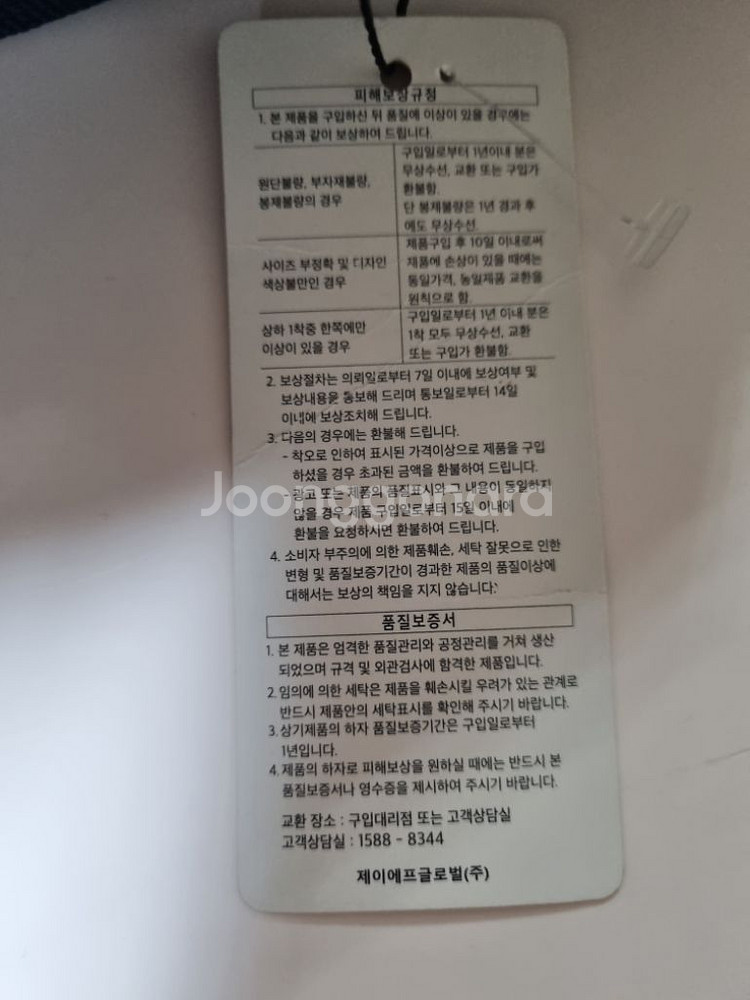 피해보상규정
1. 본 제품을 구입하신 뒤 품질에 이상이 있을 경우에는
다음과 같이 보상하여 드립니다.
원단불량, 부자재불량,
봉제불량의 경우
구입일로부터 1년이내 분은
무상수선, 교환 또는 구입가
환불함.
단 봉제불량은 1년 경과 후
에도 무상수선.
사이즈 부정확 및 디자인
색상불만인 경우
제품구입 후 10일 이내로써
제품에 손상이 있을 때에는
동일가격, 동일제품 교환을
원칙으로 함.
상하 1착중 한쪽에만
이상이 있을 경우
구입일로부터 1년 이내 분은
1착 모두 무상수선, 교환
또는 구입가 환불함.
2. 보상절차는 의뢰일로부터 7일 이내에 보상여부 및
보상내용을 통보해 드리며 통보일로부터 14일
이내에 보상조치해 드립니다.
3. 다음의 경우에는 환불해 드립니다.
- 착오로 인하여 표시된 가격이상으로 제품을 구입
하셨을 경우 초과된 금액을 환불하여 드립니다.
- 광고 또는 제품의 품질표시와 그 내용이 동일하지
않을 경우 제품 구입일로부터 15일 이내에
환불을 요청하시면 환불하여 드립니다.
Joonggonara
4. 소비자 부주의에 의한 제품훼손, 세탁 잘못으로 인한
변형 및 품질보증기간이 경과한 제품의 품질이상에
대해서는 보상의 책임을 지지 않습니다.
품질보증서
1. 본 제품은 엄격한 품질관리와 공정관리를 거쳐 생산
되었으며 규격 및 외관검사에 합격한 제품입니다.
2. 임의에 의한 세탁은 제품을 훼손시킬 우려가 있는 관계로
반드시 제품안의 세탁표시를 확인해 주시기 바랍니다.
3. 상기제품의 하자 품질보증기간은 구입일로부터
1년입니다.
4. 제품의 하자로 피해보상을 원하실 때에는 반드시 본
품질보증서나 영수증을 제시하여 주시기 바랍니다.
교환 장소 : 구입대리점 또는 고객상담실
고객상담실 : 1588 - 8344
제이에프글로벌(주)